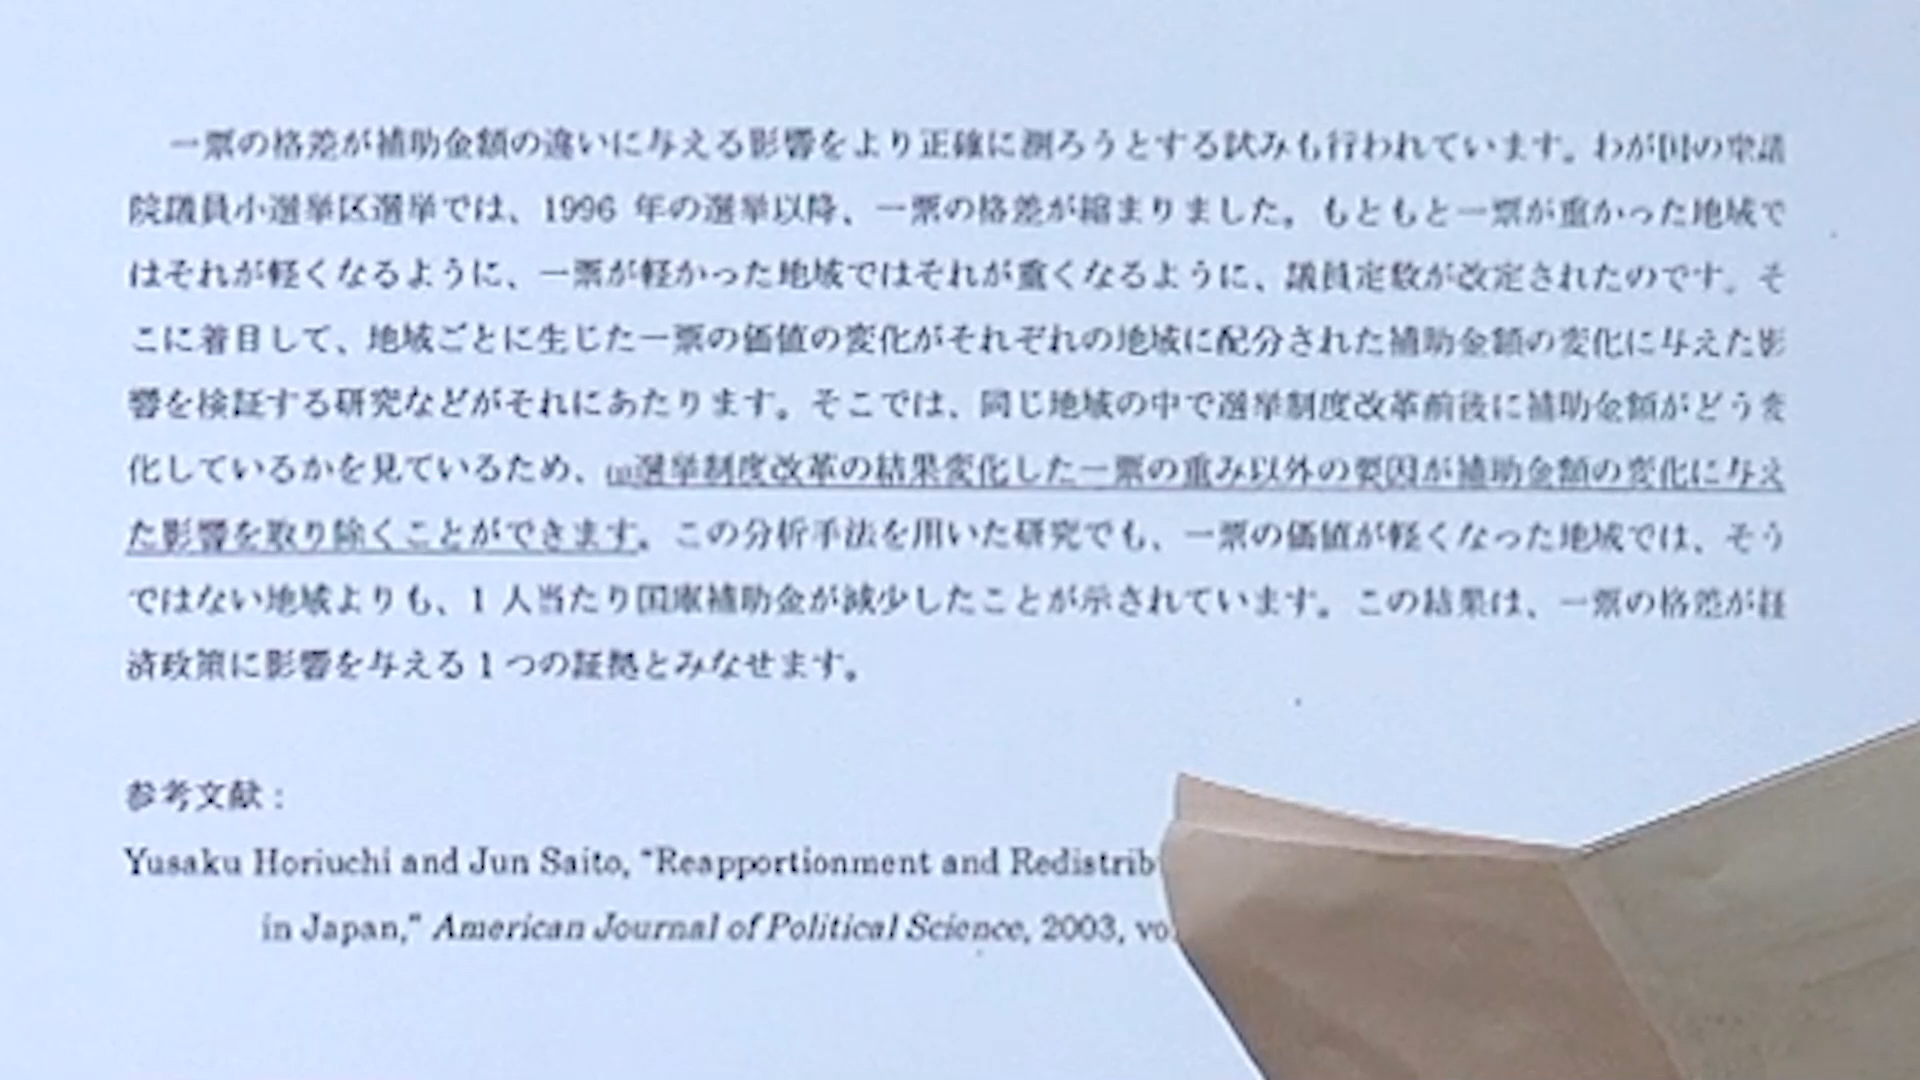 一票の格差が補助金額の違いに与える影響をより正確に測ろうとする試みも行われています。わが国の衆議
院議員小選挙区選挙では、1996 年の選挙以降、一票の格差が縮まりました。もともと一票が重かった地域で
はそれが軽くなるように、一票が軽かった地域ではそれが重くなるように、議員定数が改定されたのです。そ
こに着目して、地域ごとに生じた一票の価値の変化がそれぞれの地域に配分された補助金額の変化に与えた影
響を検証する研究などがそれにあたります。そこでは、同じ地域の中で選挙制度改革前後に補助金額がどう変
化しているかを見ているため、選挙制度改革の結果変化した一票の重み以外の要因が補助金額の変化に与え
た影響を取り除くことができます。この分析手法を用いた研究でも、一票の価値が軽くなった地域では、そう
ではない地域よりも、1 人当たり国庫補助金が減少したことが示されています。この結果は、一票の格差が経
済政策に影響を与える 1 つの証拠とみなせます。
参考文献：
Yusaku Horiuchi and Jun Saito, “Reapportionment and Redistrib
in Japan,” American Journal of Political Science, 2003, vo